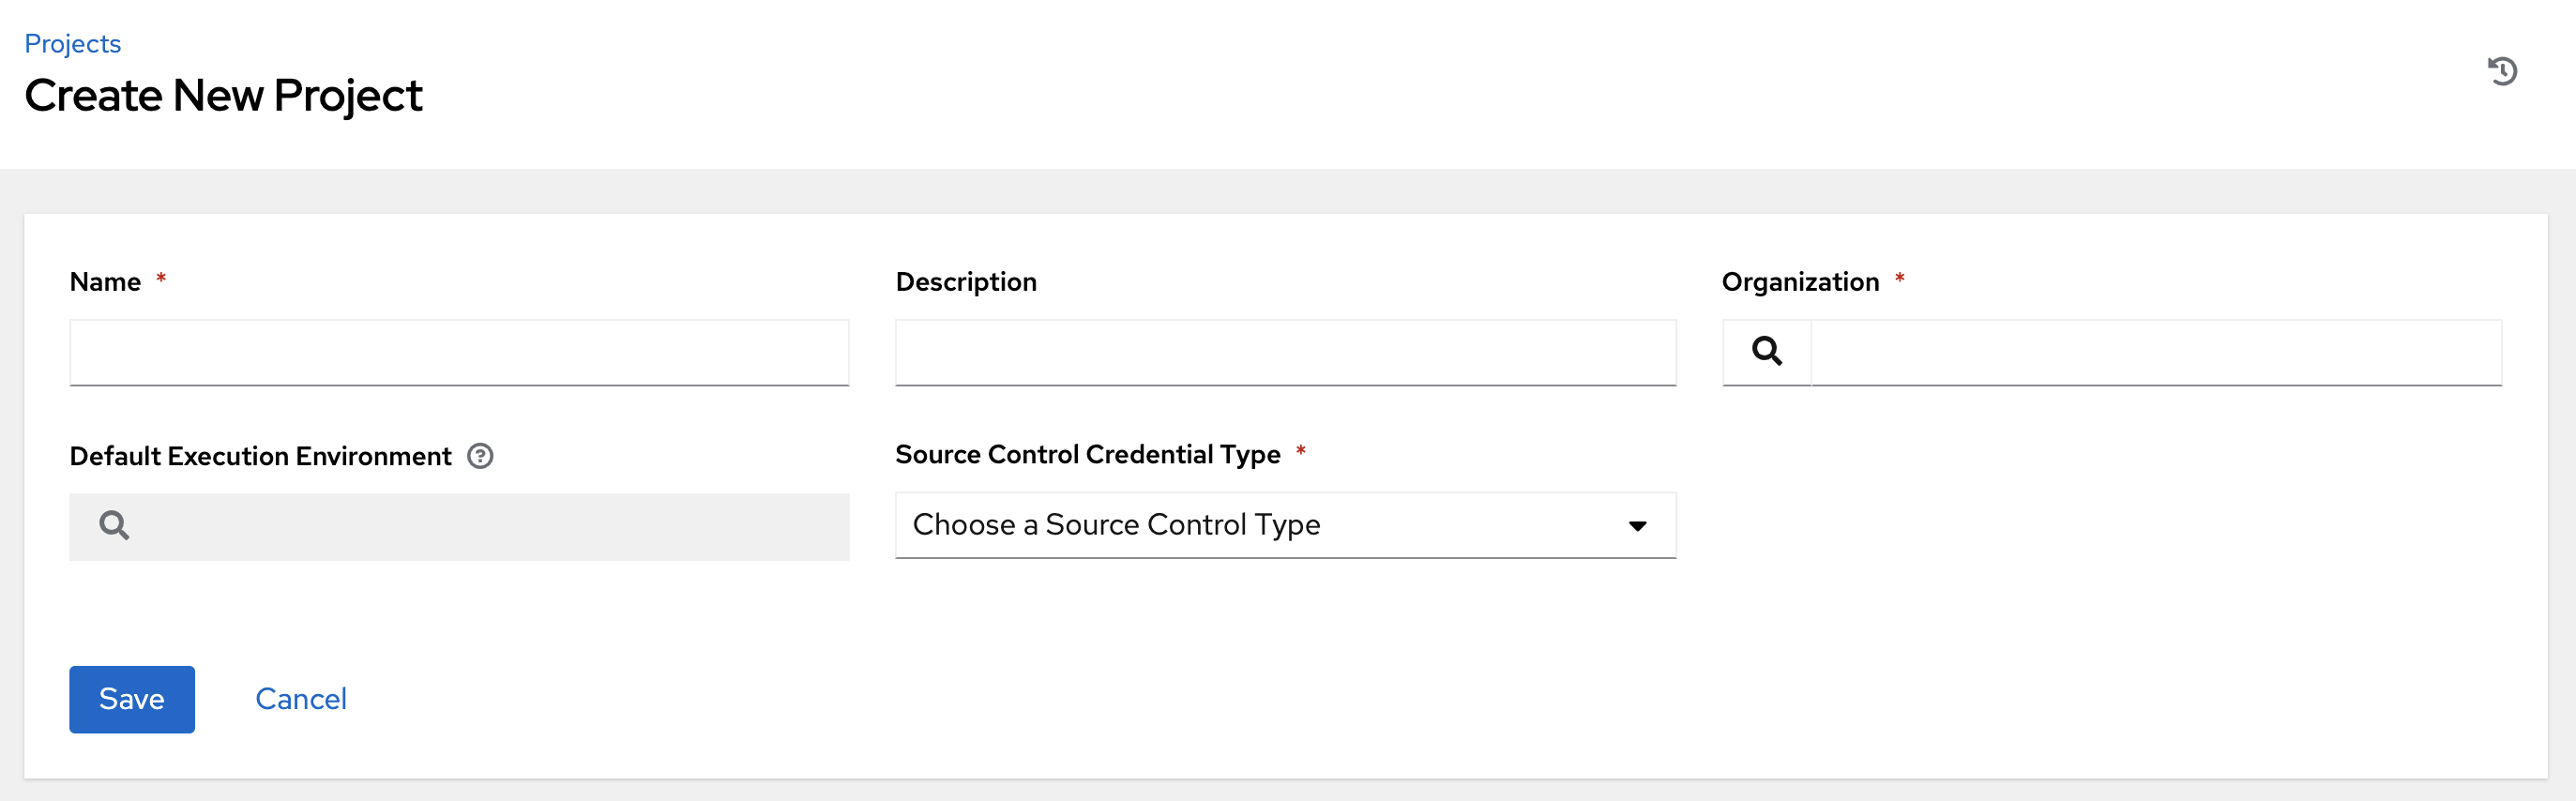 Projects
Create New Project
Name *
Description
Organization *
Default Execution Environment
Source Control Credential Type *
Choose a Source Control Type
Save
Cancel